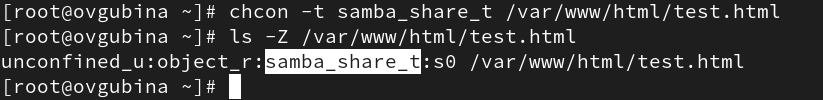 [root@ovgubina ~]# chcon -t samba_share_t /var/www/html/test.html
[root@ovgubina ~]# ls -Z /var/www/html/test.html
unconfined_u:object_r:samba_share_t:s0 /var/www/html/test.html
[root@ovgubina ~]#